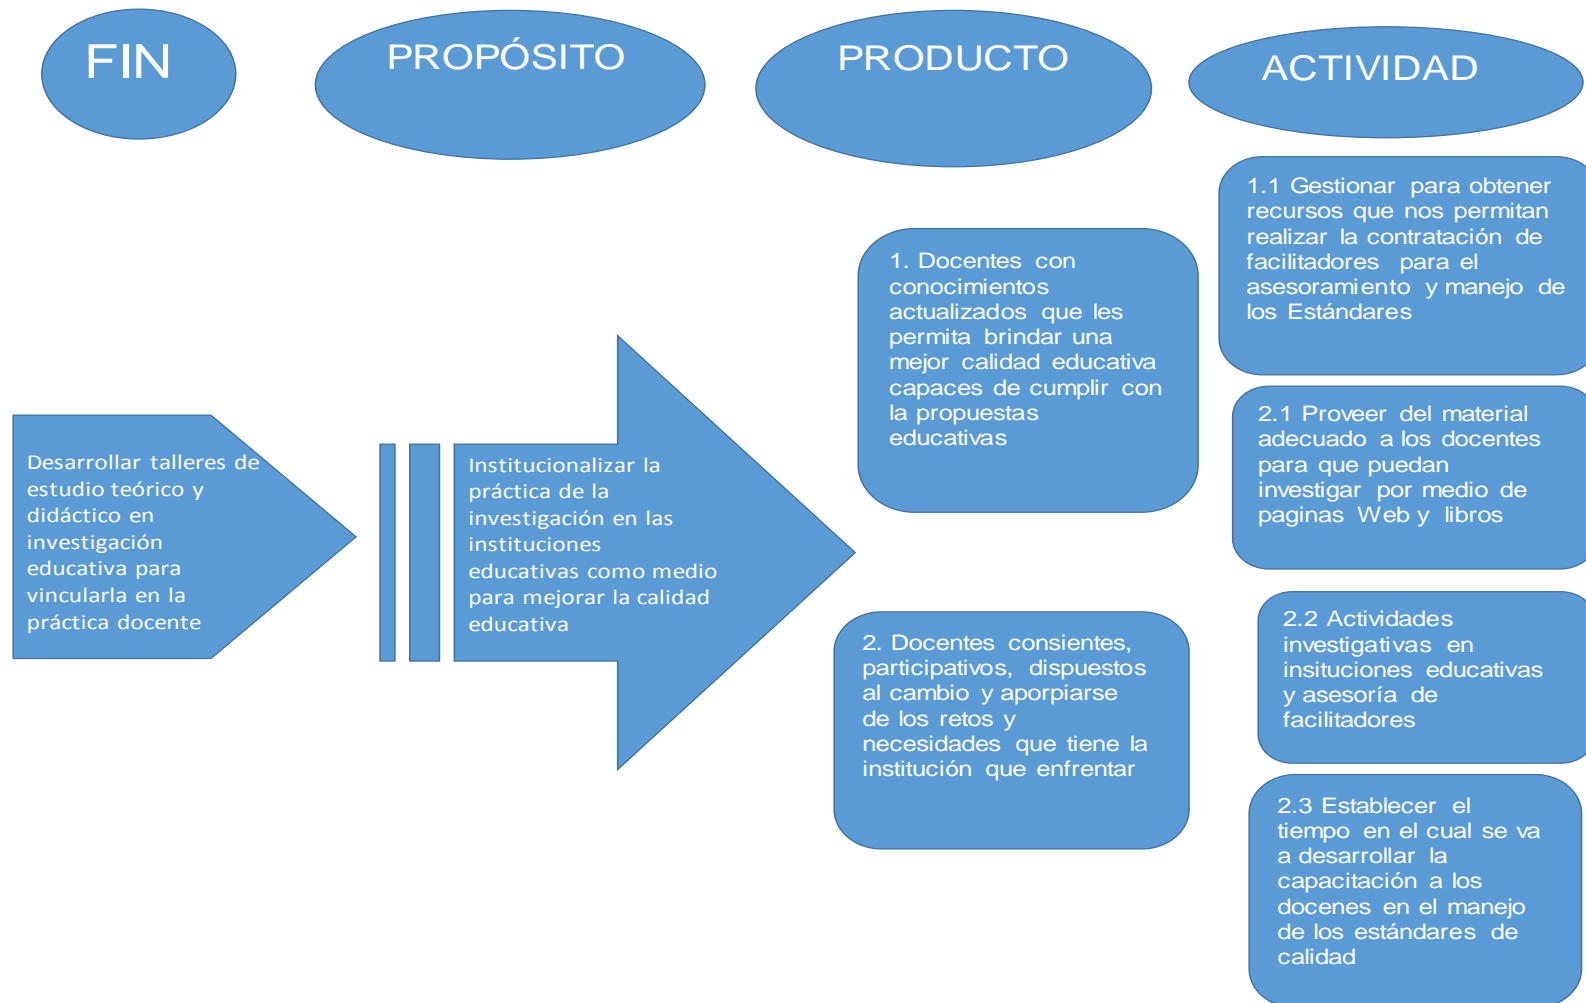 FIN
PROPÓSITO
PRODUCTO
ACTIVIDAD
Desarrollar talleres de
estudio teórico y
didáctico en
investigación
educativa para
vincularla en la
práctica docente
Institucionalizar la
práctica de la
investigación en las
instituciones
educativas como medio
para mejorar la calidad
educativa
1. Docentes con
conocimientos
actualizados que les
permita brindar una
mejor calidad educativa
capaces de cumplir con
la propuestas
educativas
2. Docentes consientes,
participativos, dispuestos
al cambio y aporpiarse
de los retos y
necesidades que tiene la
institución que enfrentar
1.1 Gestionar para obtener
recursos que nos permitan
realizar la contratación de
facilitadores para el
asesoramiento y manejo de
los Estándares
2.1 Proveer del material
adecuado a los docentes
para que puedan
investigar por medio de
paginas Web y libros
2.2 Actividades
investigativas en
insituciones educativas
y asesoría de
facilitadores
2.3 Establecer el
tiempo en el cual se va
a desarrollar la
capacitación a los
docenes en el manejo
de los estándares de
calidad